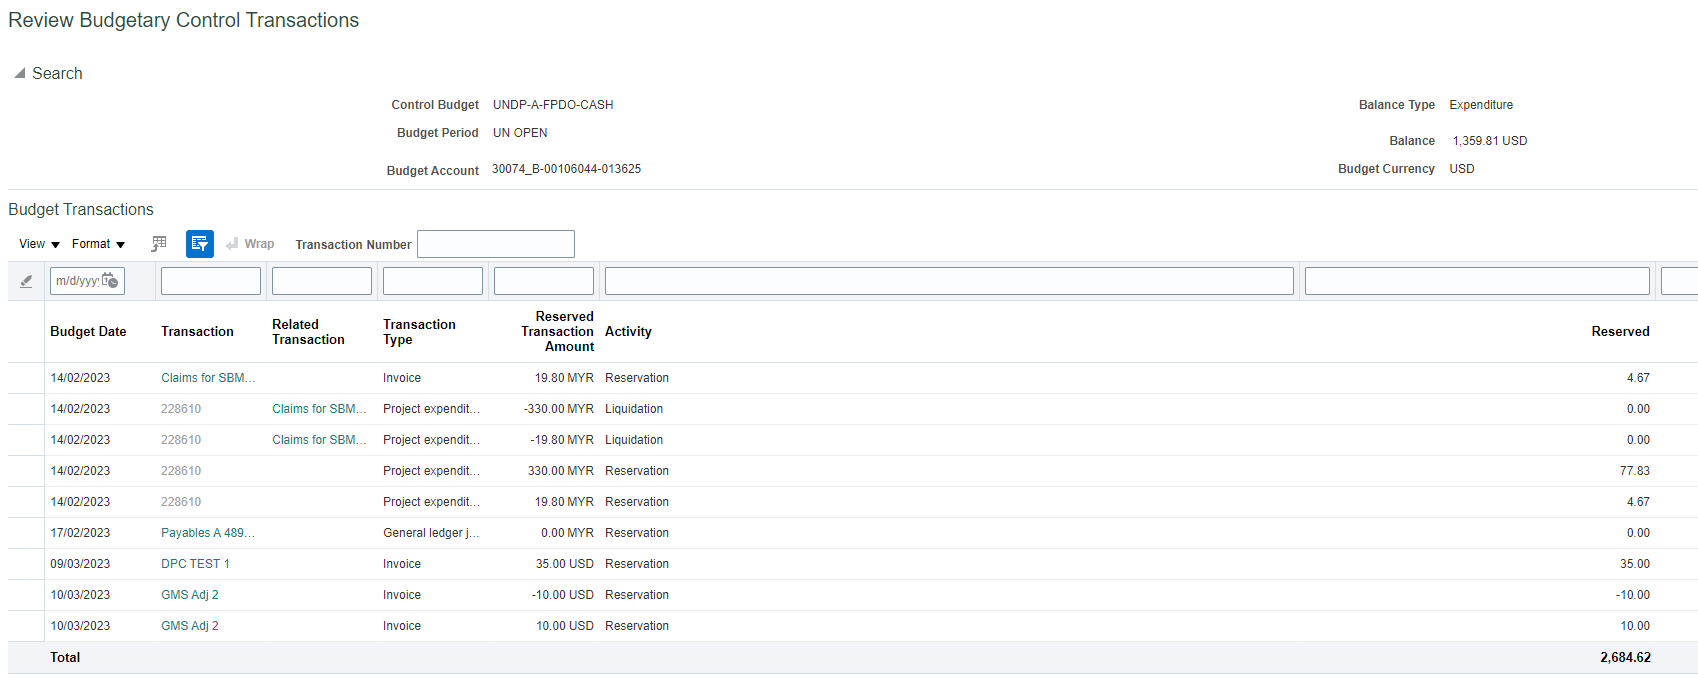 Review Budgetary Control Transactions
Search
Control Budget UNDP-A-FPDO-CASH Balance Type Expenditure
Budget Period UN OPEN Balance 1,359.81 USD
Budget Account 30074_B-00106044-013625 Budget Currency USD
Budget Transactions
View Format Wrap Transaction Number
m/d/yyy
Budget Date Transaction Related Transaction Transaction Type Reserved Transaction Amount Activity Reserved
14/02/2023 Claims for SBM... Invoice 19.80 MYR Reservation 4.67
14/02/2023 228610 Claims for SBM... Project expendit... -330.00 MYR Liquidation 0.00
14/02/2023 228610 Claims for SBM... Project expendit... -19.80 MYR Liquidation 0.00
14/02/2023 228610 Project expendit... 330.00 MYR Reservation 77.83
14/02/2023 228610 Project expendit... 19.80 MYR Reservation 4.67
17/02/2023 Payables A 489... General ledger j... 0.00 MYR Reservation 0.00
09/03/2023 DPC TEST 1 Invoice 35.00 USD Reservation 35.00
10/03/2023 GMS Adj 2 Invoice -10.00 USD Reservation -10.00
10/03/2023 GMS Adj 2 Invoice 10.00 USD Reservation 10.00
Total 2,684.62